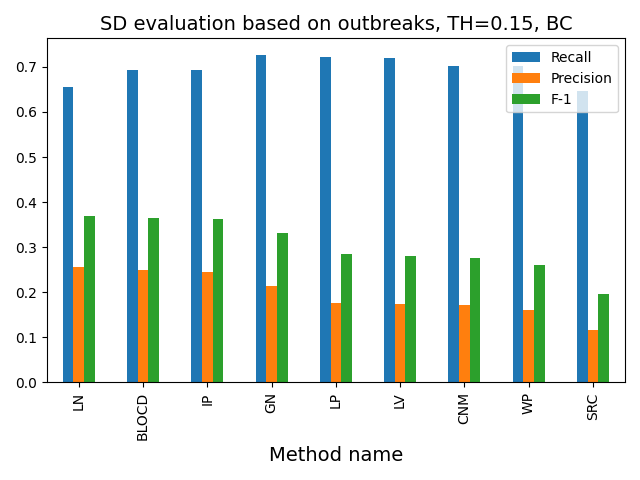 SD evaluation based on outbreaks, TH=0.15, BC
Recall
Precision
F-1
0.7
0.6
0.5
0.4
0.3
0.2
0.1
0.0
LN
BLOCD
IP
GN
LP
LV
CNM
WP
SRC
Method name